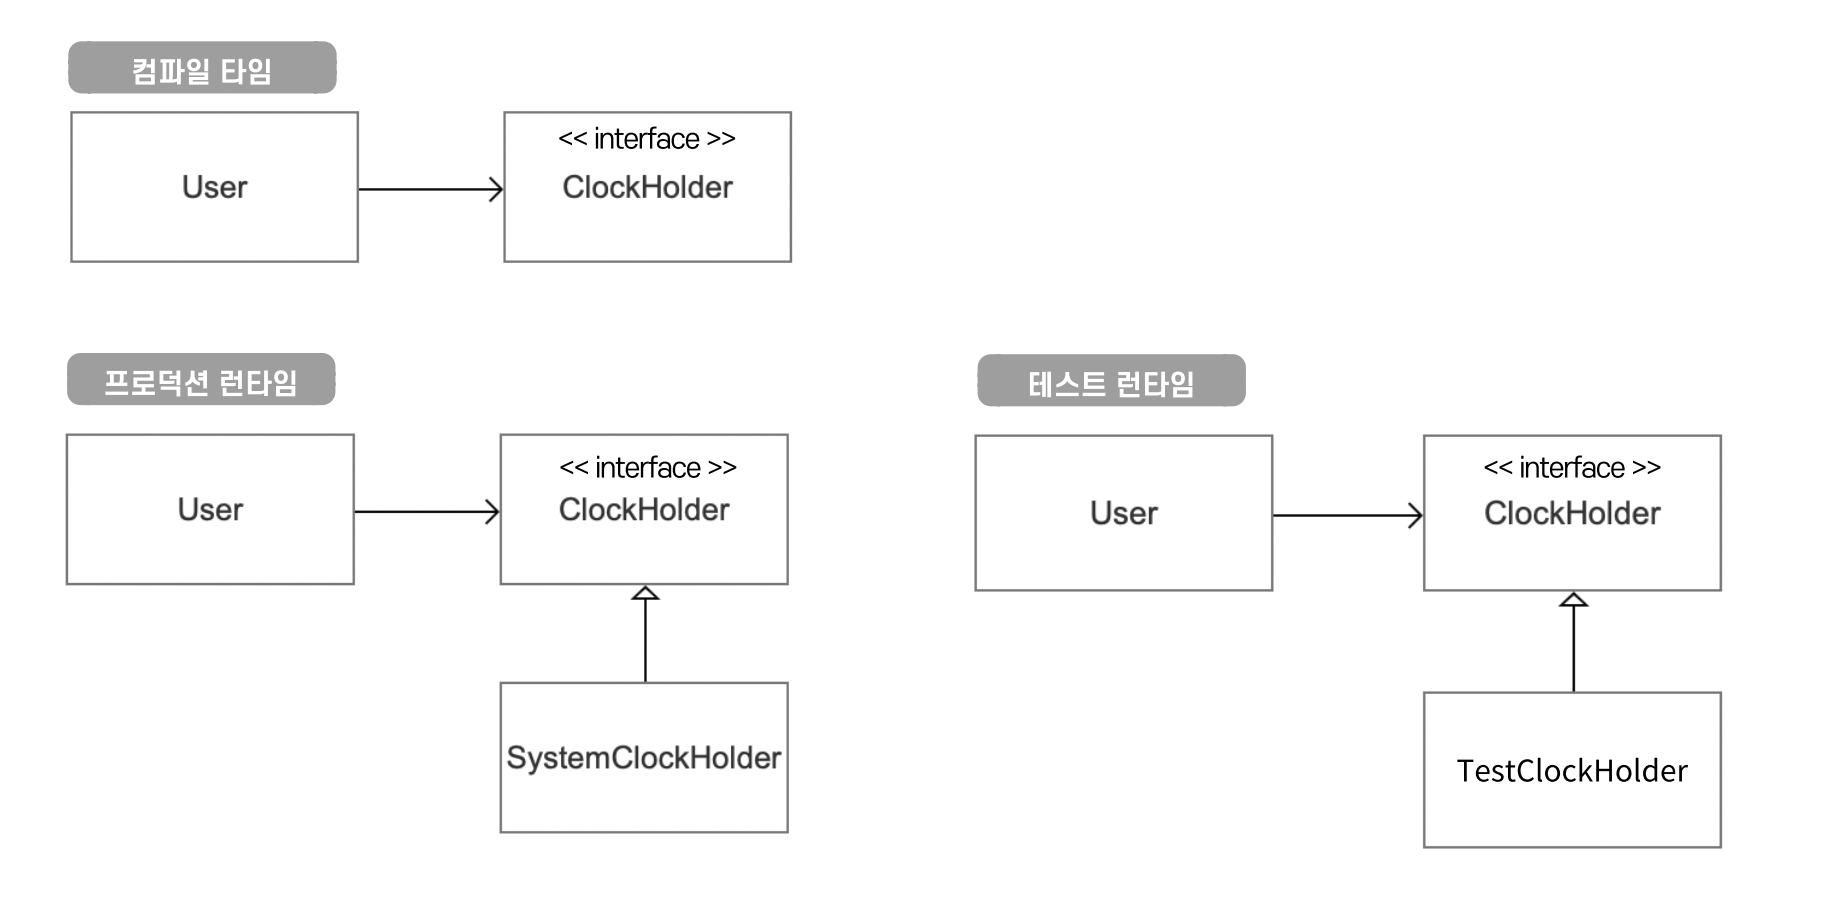 컴파일 타임
User
<< interface >>
ClockHolder
프로덕션 런타임
User
<< interface >>
ClockHolder
SystemClockHolder
테스트 런타임
User
<< interface >>
ClockHolder
TestClockHolder